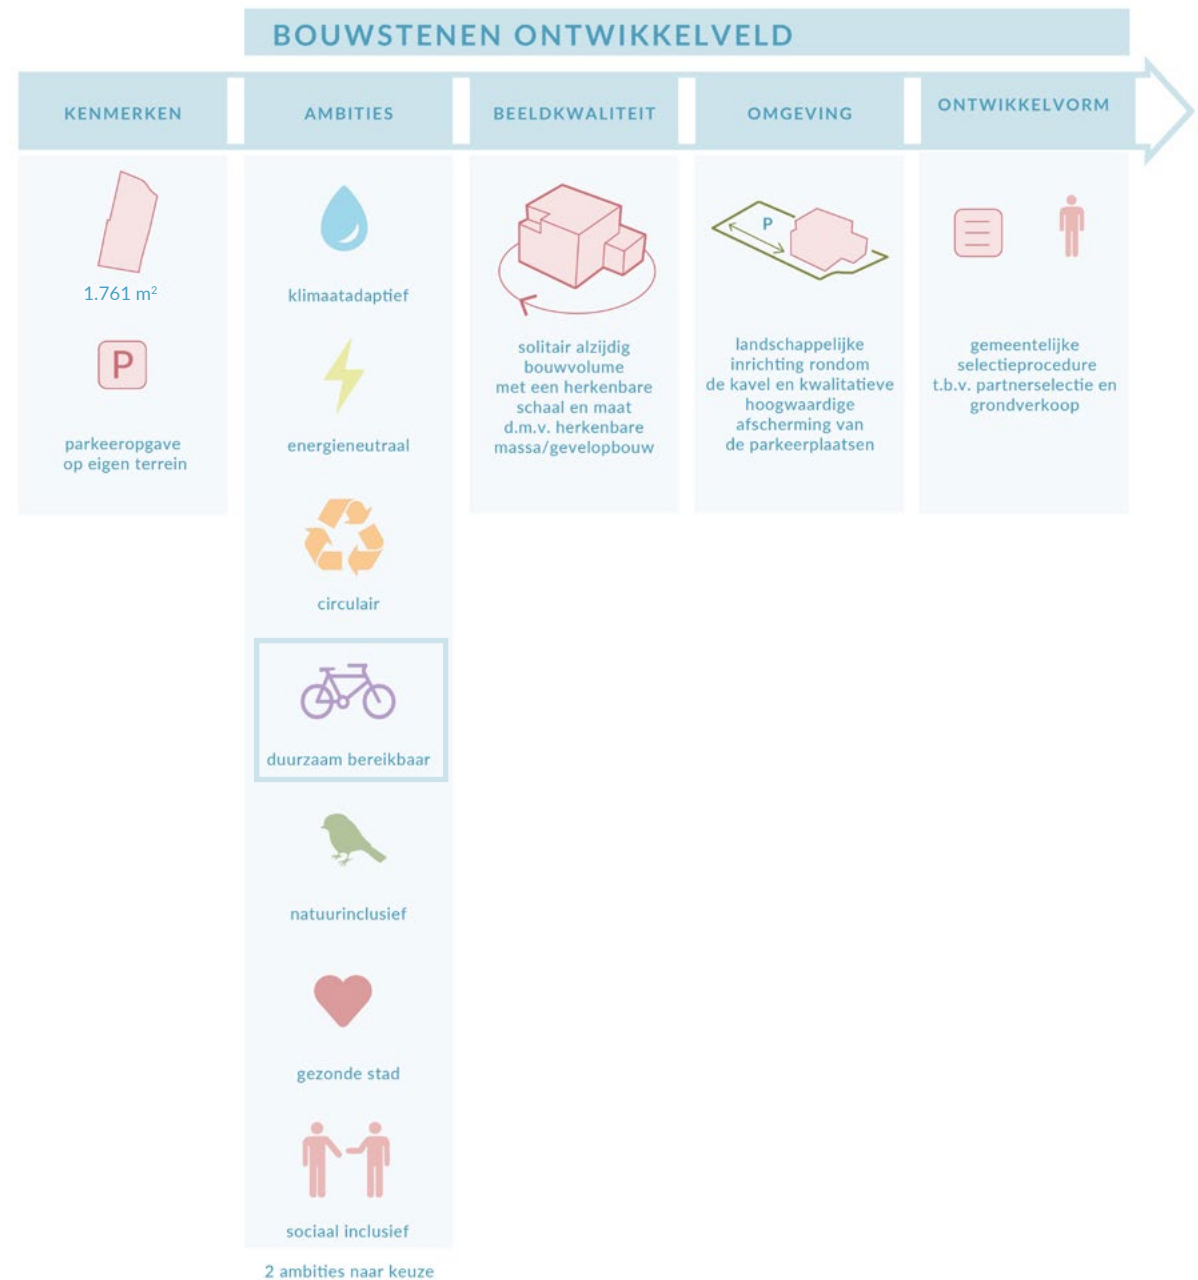 BOUWSTENEN ONTWIKKELVELD
KENMERKEN
1.761 m²
P
parkeeropgave
op eigen terrein
AMBITIES
klimaatadaptief
energieneutraal
circulair
duurzaam bereikbaar
natuurinclusief
gezonde stad
sociaal inclusief
2 ambities naar keuze
BEELDKWALITEIT
solitair alzijdig
bouwvolume
met een herkenbare
schaal en maat
d.m.v. herkenbare
massa/gevelopbouw
OMGEVING
P
landschappelijke
inrichting rondom
de kavel en kwalitatieve
hoogwaardige
afscherming van
de parkeerplaatsen
ONTWIKKELVORM
gemeentelijke
selectieprocedure
t.b.v. partnerselectie en
grondverkoop